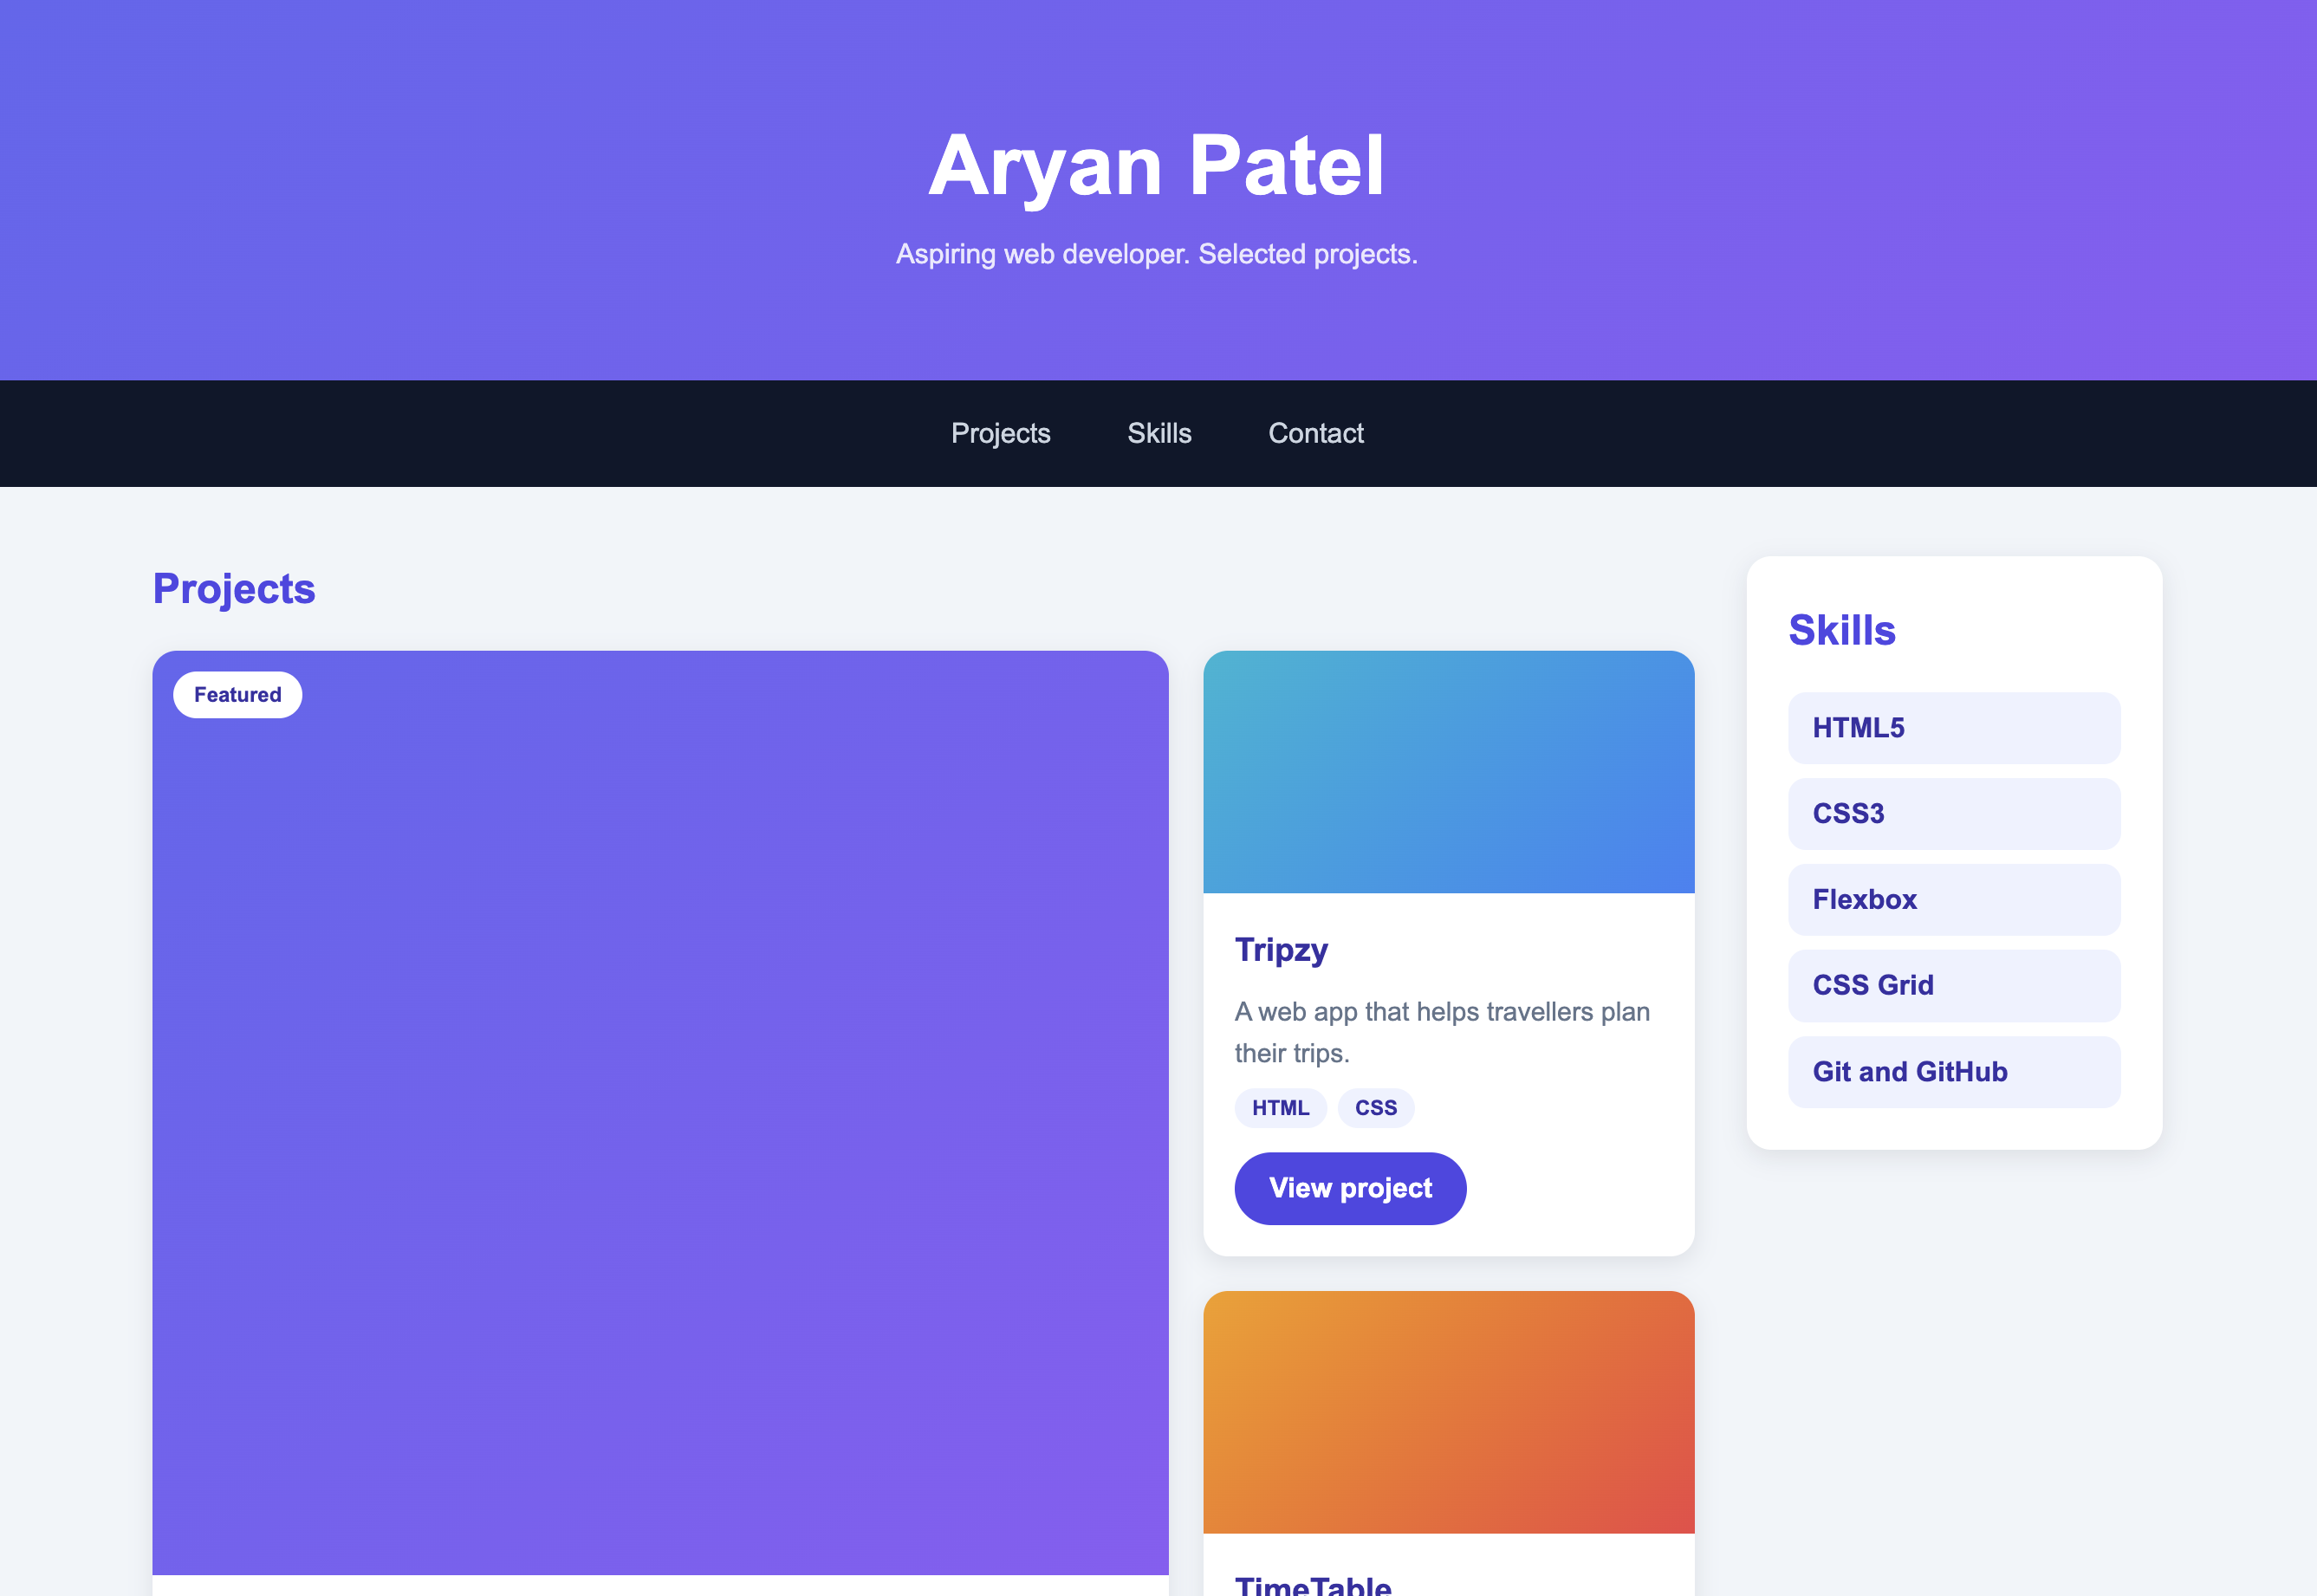 Aryan Patel
Aspiring web developer. Selected projects.
Projects
Skills
Contact
Projects
Featured
Tripzy
A web app that helps travellers plan
their trips.
HTML
CSS
View project
TimeTable
Skills
HTML5
CSS3
Flexbox
CSS Grid
Git and GitHub